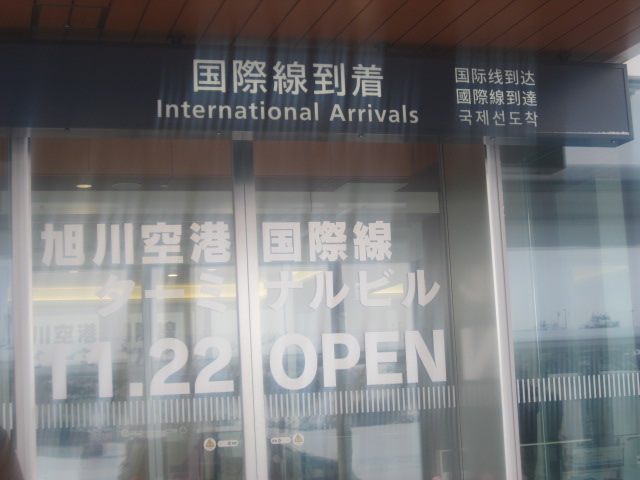 国際線到着
International Arrivals
国际线到达
國際線到達
국제선도착
旭川空港 国際線
ターミナルビル
11.22 OPEN